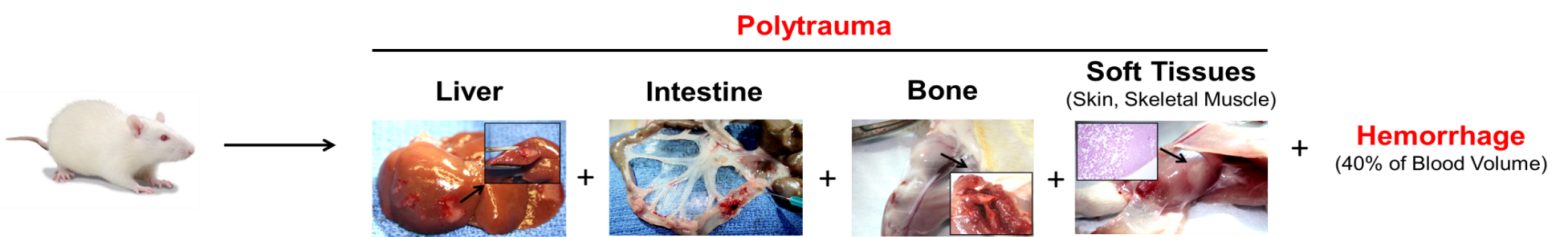 Polytrauma
Liver
Intestine
Bone
Soft Tissues
(Skin, Skeletal Muscle)
+
+
+
+
Hemorrhage
(40% of Blood Volume)